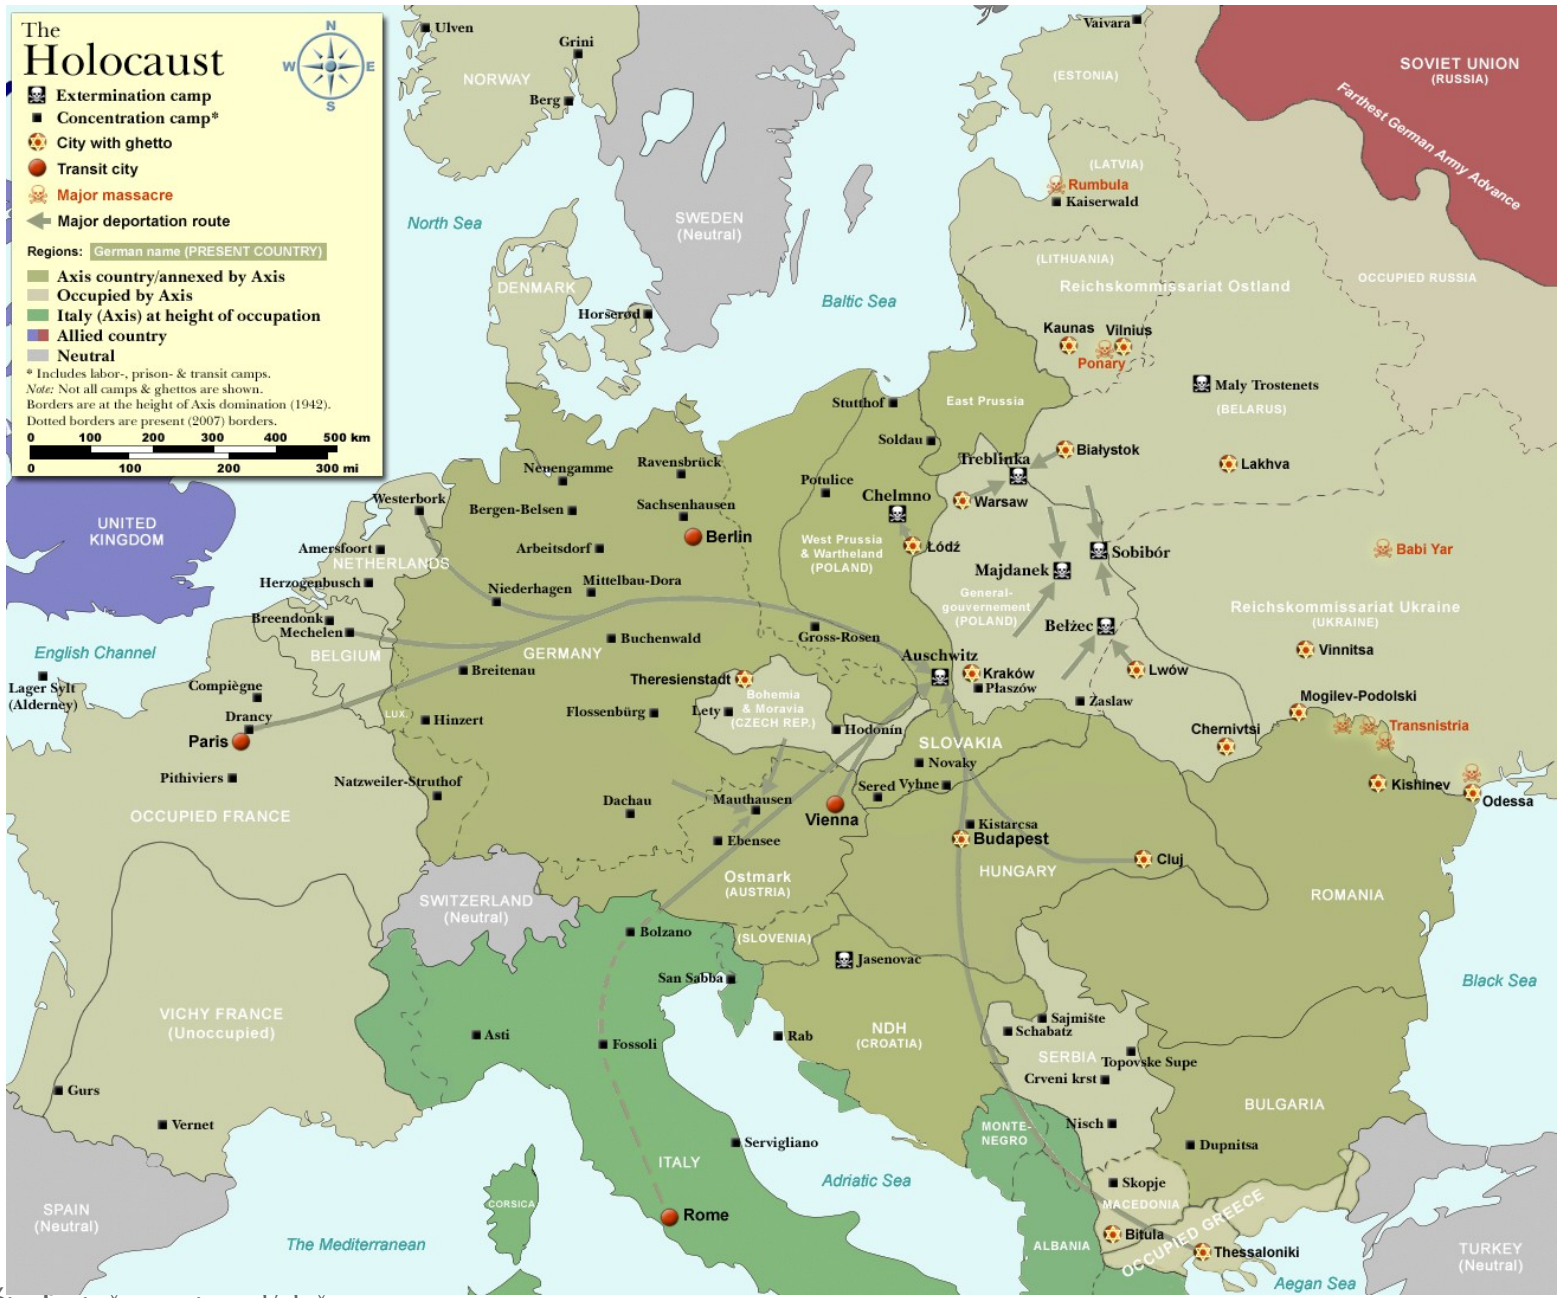 The
Holocaust
N
W E
S
Extermination camp
Concentration camp*
City with ghetto
Transit city
Major massacre
Major deportation route
Regions: German name (PRESENT COUNTRY)
Axis country/annexed by Axis
Occupied by Axis
Italy (Axis) at height of occupation
Allied country
Neutral
* Includes labor-, prison- & transit camps.
Note: Not all camps & ghettos are shown.
Borders are at the height of Axis domination (1942).
Dotted borders are present (2007) borders.
0 100 200 300 400 500 km
0 100 200 300 mi
Ulven
Grini
NORWAY
Berg
Vaivara
(ESTONIA)
SOVIET UNION
(RUSSIA)
Farthest German Army Advance
(LATVIA)
Rumbula
Kaiserwald
North Sea
SWEDEN
(Neutral)
(LITHUANIA)
Reichskommissariat Ostland
OCCUPIED RUSSIA
DENMARK
Horserød
Baltic Sea
Kaunas
Vilnius
Ponary
Maly Trostenets
(BELARUS)
East Prussia
Stutthof
Soldau
Treblinka
Białystok
Lakhva
Neuengamme
Ravensbrück
Potulice
Chelmno
Warsaw
Westerbork
Bergen-Belsen
Sachsenhausen
Berlin
UNITED
KINGDOM
Amersfoort
NETHERLANDS
Arbeitsdorf
West Prussia
& Wartheland
(POLAND)
Łódź
Sobibór
Babi Yar
Majdanek
Herzogenbusch
Niederhagen
Mittelbau-Dora
General-
gouvernement
(POLAND)
Reichskommissariat Ukraine
(UKRAINE)
Breendonk
Mechelen
BELGIUM
Buchenwald
Gross-Rosen
Bełżec
Vinnitsa
English Channel
GERMANY
Auschwitz
Lager Sylt
(Alderney)
Compiègne
Breitenau
Theresienstadt
Kraków
Płaszów
Lwów
Bohemia
& Moravia
(CZECH REP.)
Żaslaw
Mogilev-Podolski
Drancy
LUX.
Hinzert
Flossenbürg
Lety
Hodonín
Chernivtsi
Transnistria
Paris
SLOVAKIA
Novaky
Pithiviers
Natzweiler-Struthof
Sered
Vyhne
Kishinev
Odessa
Dachau
Mauthausen
Vienna
OCCUPIED FRANCE
Ebensee
Kistarcsa
Budapest
Cluj
HUNGARY
SWITZERLAND
(Neutral)
Ostmark
(AUSTRIA)
ROMANIA
Bolzano
(SLOVENIA)
Jasenovac
San Sabba
Black Sea
VICHY FRANCE
(Unoccupied)
Asti
Fossoli
Rab
NDH
(CROATIA)
Sajmište
Schabatz
SERBIA
Topovske Supe
Crveni krst
Gurs
Vernet
BULGARIA
MONTE-
NEGRO
Nisch
Servigliano
Dupnitsa
ITALY
Adriatic Sea
Skopje
MACEDONIA
SPAIN
(Neutral)
CORSICA
Rome
The Mediterranean
Bitula
OCCUPIED GREECE
ALBANIA
Thessaloniki
TURKEY
(Neutral)
Aegan Sea